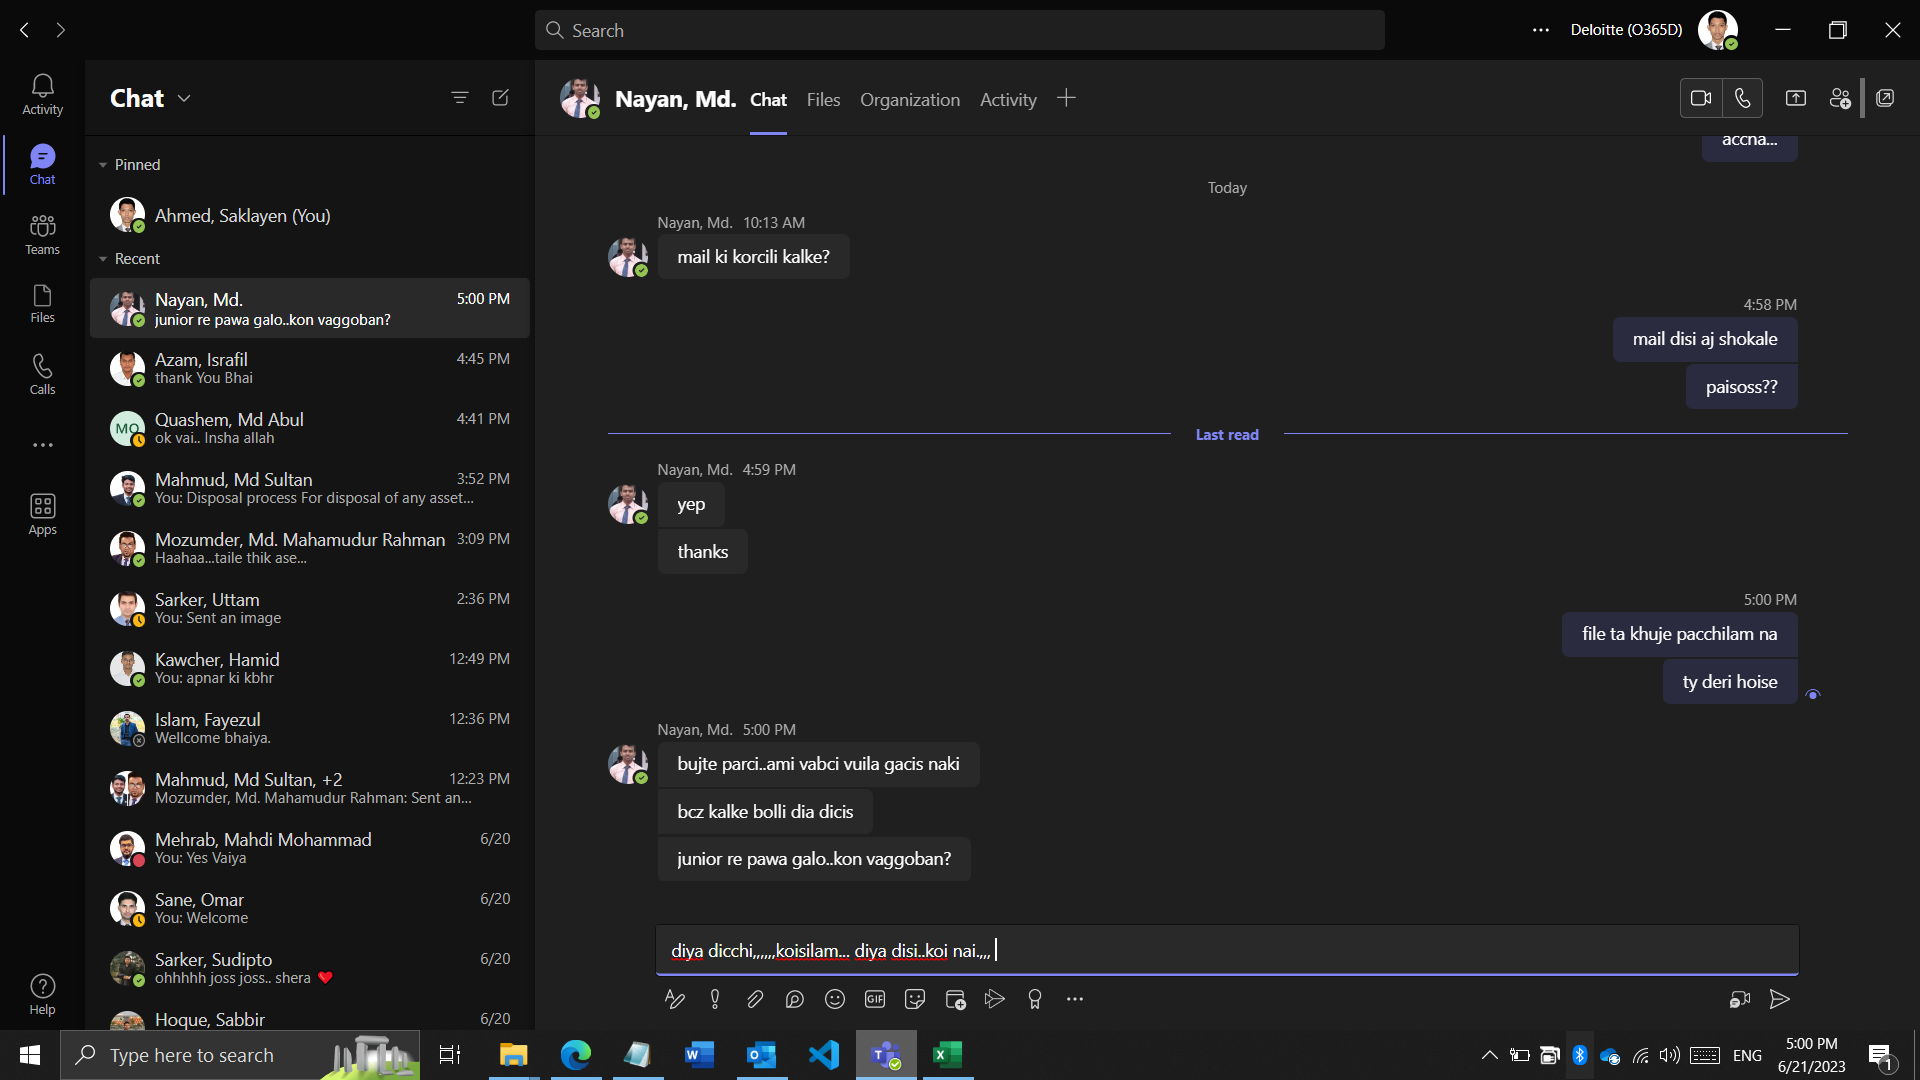 Search
Deloitte (O365D)
Activity
Chat
Teams
Files
Calls
Apps
Help
Chat
Pinned
Ahmed, Saklayen (You)
Recent
Nayan, Md. 5:00 PM
junior re pawa galo..kon vaggoban?
Azam, Israfil 4:45 PM
thank You Bhai
MQ
Quashem, Md Abul 4:41 PM
ok vai.. Insha allah
Mahmud, Md Sultan 3:52 PM
You: Disposal process For disposal of any asset...
Mozumder, Md. Mahamudur Rahman 3:09 PM
Haahaa...taile thik ase...
Sarker, Uttam 2:36 PM
You: Sent an image
Kawcher, Hamid 12:49 PM
You: apnar ki kbhr
Islam, Fayezul 12:36 PM
Wellcome bhaiya.
Mahmud, Md Sultan, +2 12:23 PM
Mozumder, Md. Mahamudur Rahman: Sent an...
Mehrab, Mahdi Mohammad 6/20
You: Yes Vaiya
Sane, Omar 6/20
You: Welcome
Sarker, Sudipto 6/20
ohhhhh joss joss.. shera ❤️
Hoque, Sabbir 6/20
Nayan, Md. Chat Files Organization Activity
accha...
Today
Nayan, Md. 10:13 AM
mail ki korcili kalke?
4:58 PM
mail disi aj shokale
paisoss??
Last read
Nayan, Md. 4:59 PM
yep
thanks
5:00 PM
file ta khuje pacchilam na
ty deri hoise
Nayan, Md. 5:00 PM
bujte parci..ami vabci vuila gacis naki
bcz kalke bolli dia dicis
junior re pawa galo..kon vaggoban?
diya dicchi,,,,,,koisilam... diya disi..koi nai.,,,
GIF
Type here to search
ENG
5:00 PM
6/21/2023
1